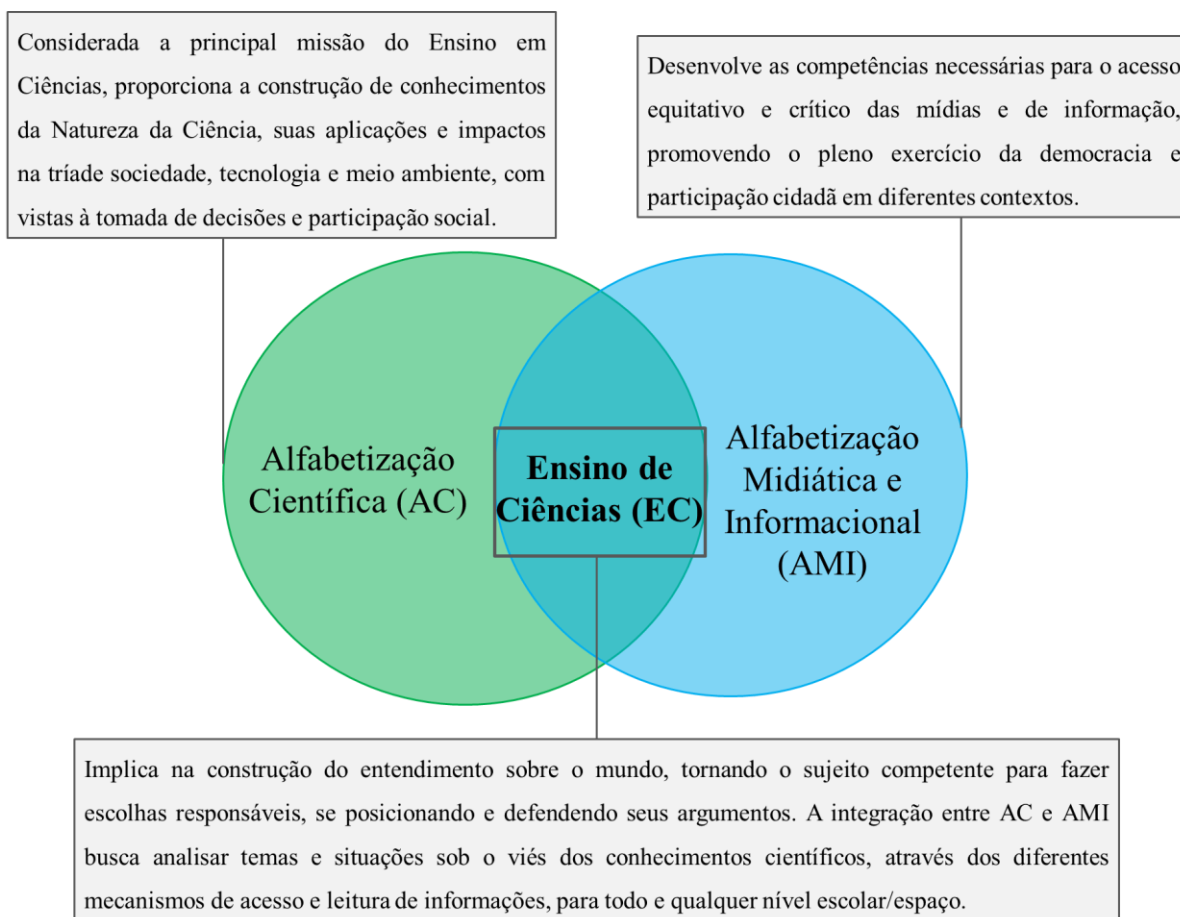 Considerada a principal missão do Ensino em
Ciências, proporciona a construção de conhecimentos
da Natureza da Ciência, suas aplicações e impactos
na tríade sociedade, tecnologia e meio ambiente, com
vistas à tomada de decisões e participação social.
Desenvolve as competências necessárias para o acesso
equitativo e crítico das mídias e de informação,
promovendo o pleno exercício da democracia e
participação cidadã em diferentes contextos.
Alfabetização
Científica (AC)
Ensino de
Ciências (EC)
Alfabetização
Midiática e
Informacional
(AMI)
Implica na construção do entendimento sobre o mundo, tornando o sujeito competente para fazer
escolhas responsáveis, se posicionando e defendendo seus argumentos. A integração entre AC e AMI
busca analisar temas e situações sob o viés dos conhecimentos científicos, através dos diferentes
mecanismos de acesso e leitura de informações, para todo e qualquer nível escolar/espaço.